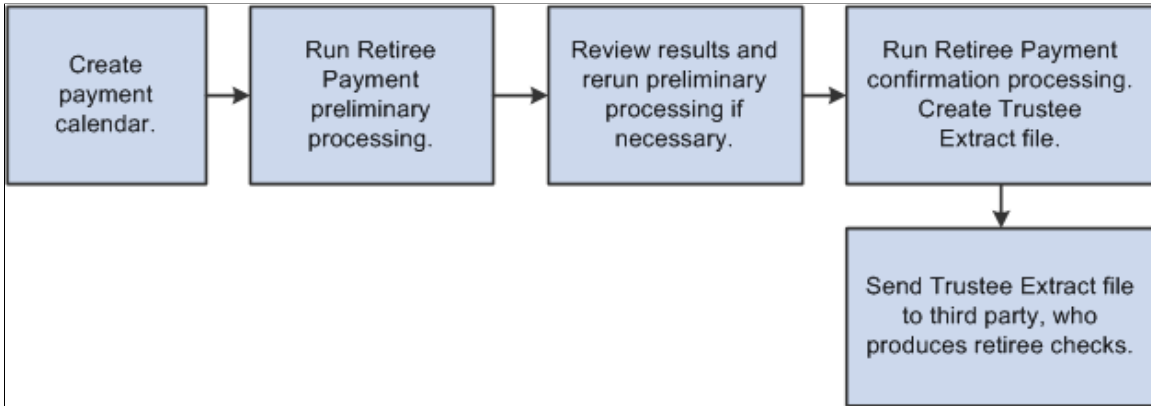 Create
payment
calendar.
Run Retiree
Payment
preliminary
processing.
Review results and
rerun preliminary
processing if
necessary.
Run Retiree Payment
confirmation processing.
Create Trustee
Extract file.
Send Trustee Extract file
to third party, who
produces retiree checks.